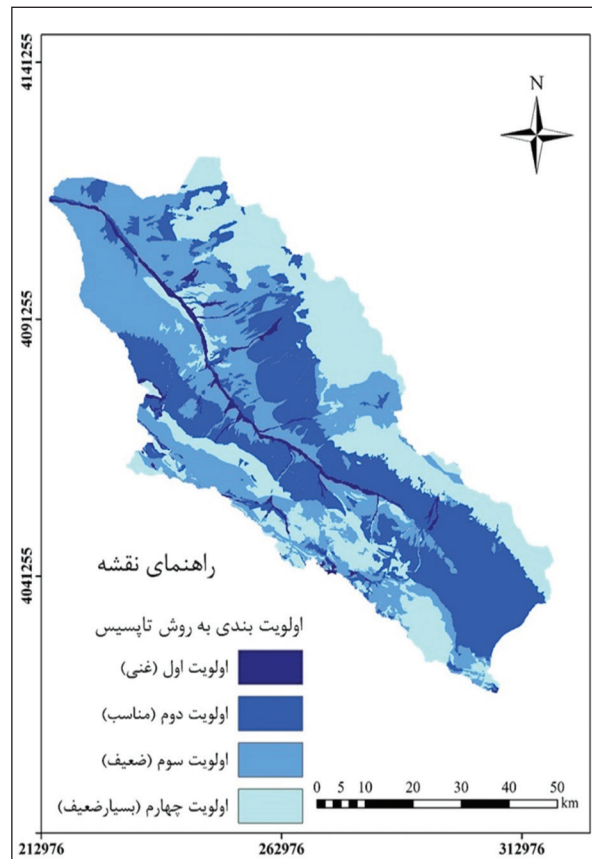 4141255
N
4091255
4041255
راهنمای نقشه
اولویت بندی به روش تاپسیس
اولویت اول (غنی)
اولویت دوم (مناسب)
اولویت سوم (ضعیف)
اولویت چهارم (بسیارضعیف)
0 5 10 20 30 40 50
km
212976 262976 312976